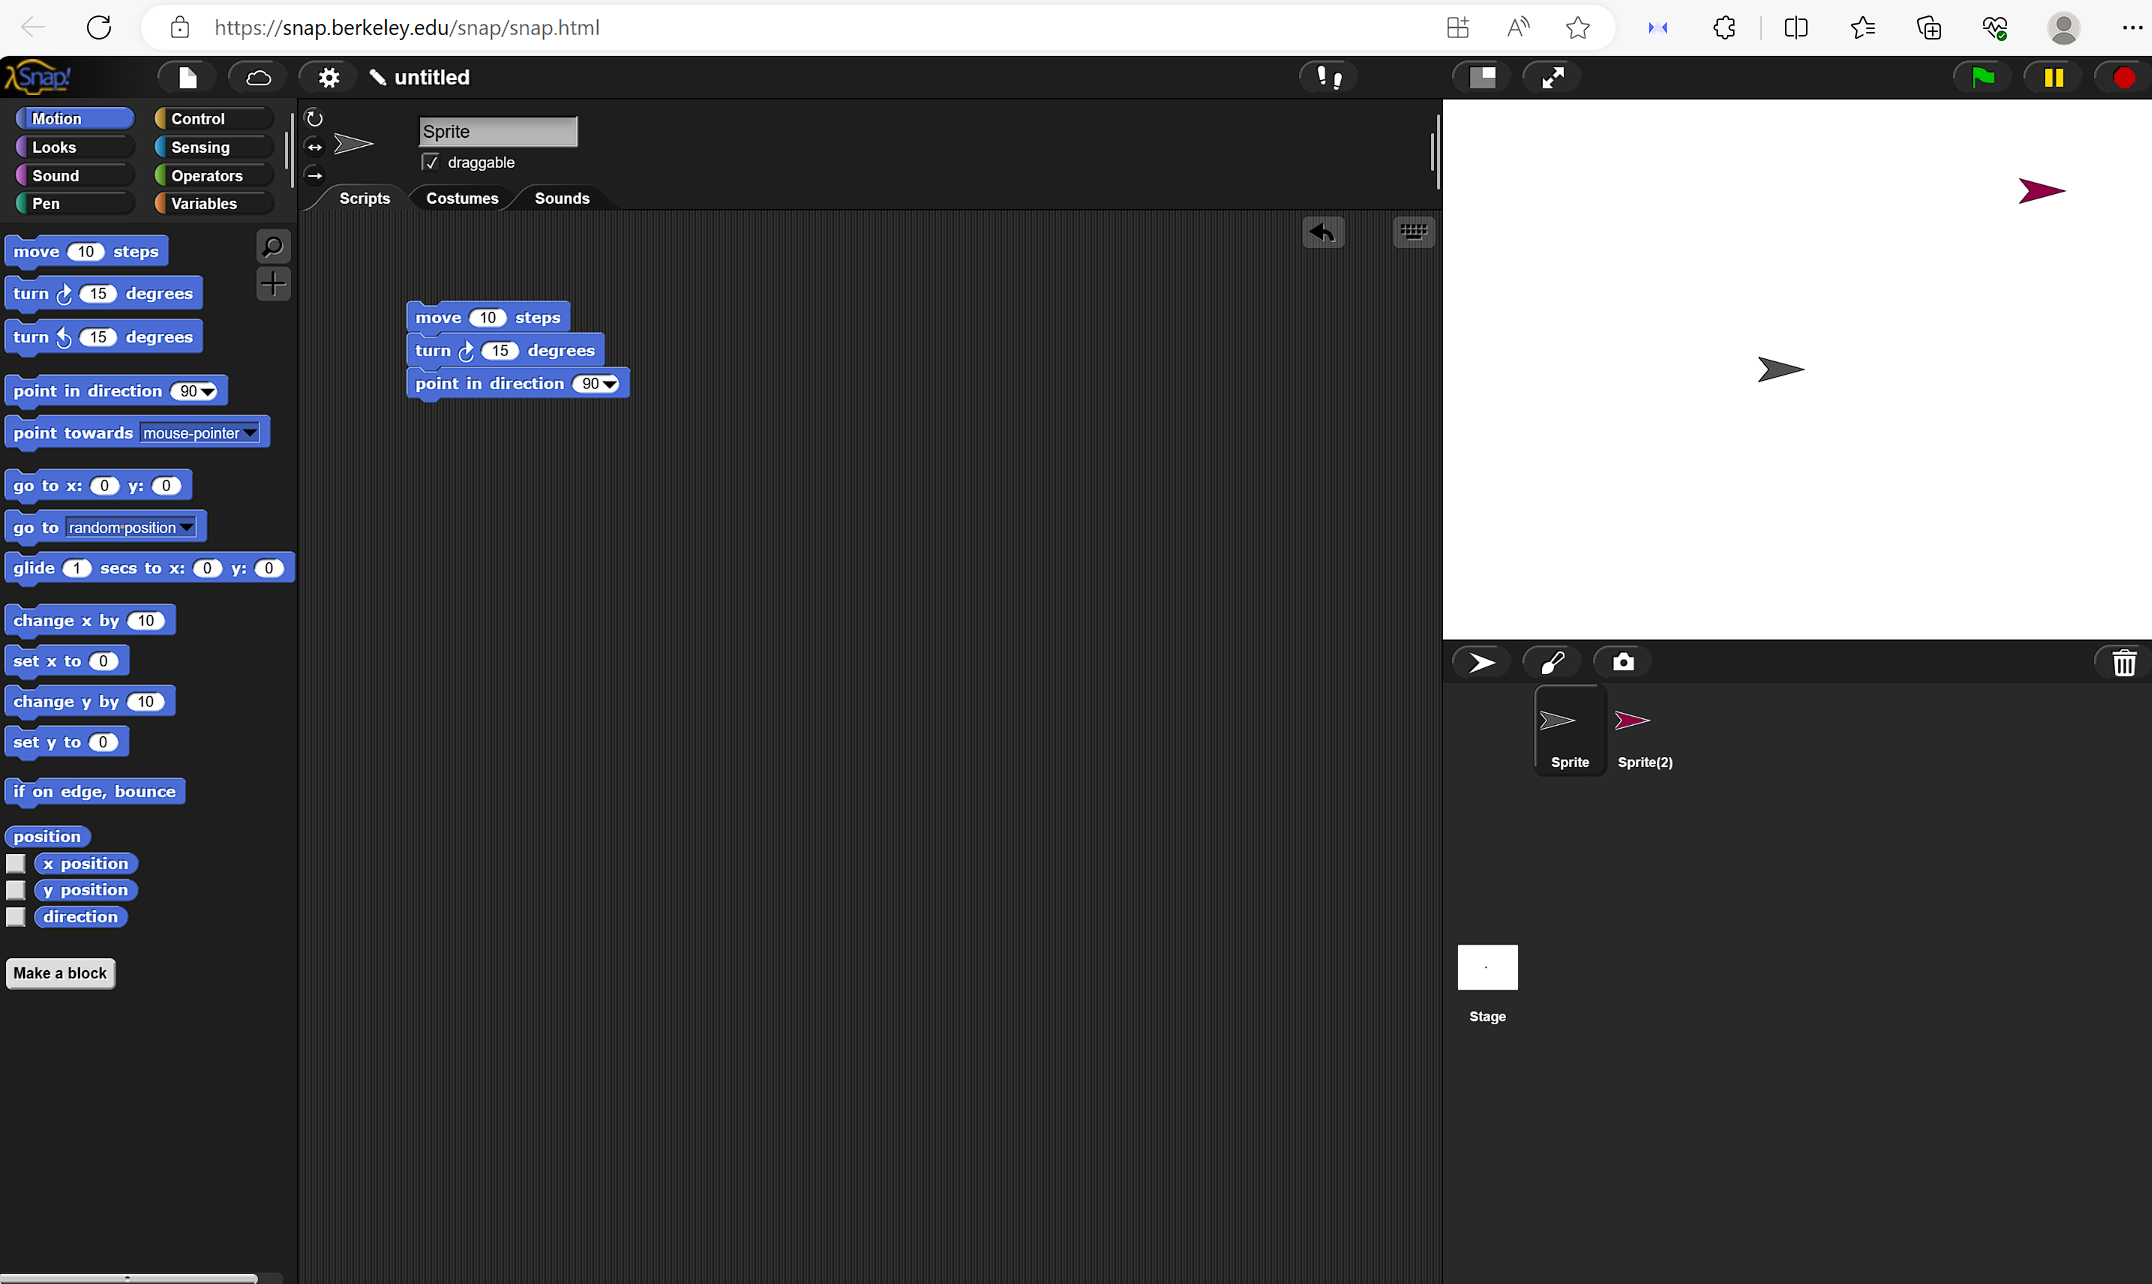 https://snap.berkeley.edu/snap/snap.html
Snap!
untitled
Motion Control
Looks Sensing
Sound Operators
Pen Variables
Sprite
draggable
Scripts Costumes Sounds
move 10 steps
turn 15 degrees
turn 15 degrees
point in direction 90
point towards mouse-pointer
go to x: 0 y: 0
go to random position
glide 1 secs to x: 0 y: 0
change x by 10
set x to 0
change y by 10
set y to 0
if on edge, bounce
position
x position
y position
direction
Make a block
move 10 steps
turn 15 degrees
point in direction 90
Sprite Sprite(2)
Stage